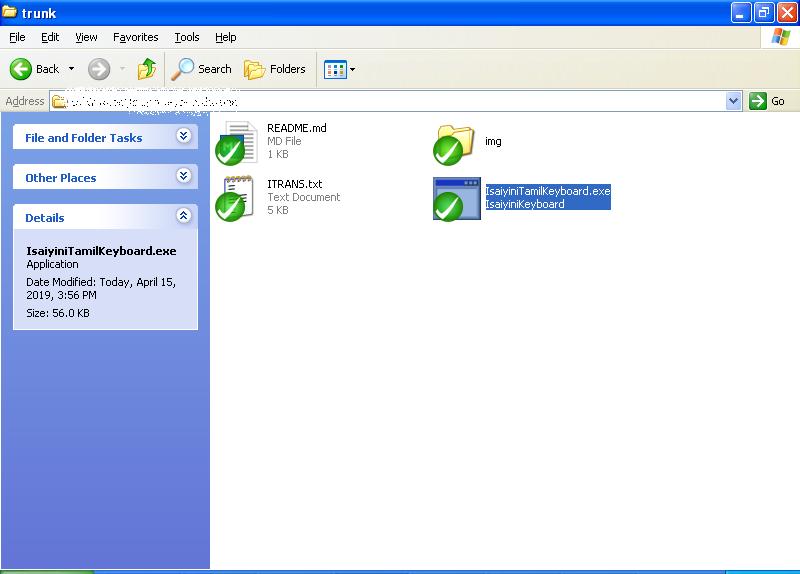 trunk
File Edit View Favorites Tools Help
Back Search Folders
Address Go
File and Folder Tasks
Other Places
Details
IsaiyiniTamilKeyboard.exe
Application
Date Modified: Today, April 15,
2019, 3:56 PM
Size: 56.0 KB
README.md
MD File
1 KB
img
ITRANS.txt
Text Document
5 KB
IsaiyiniTamilKeyboard.exe
IsaiyiniKeyboard